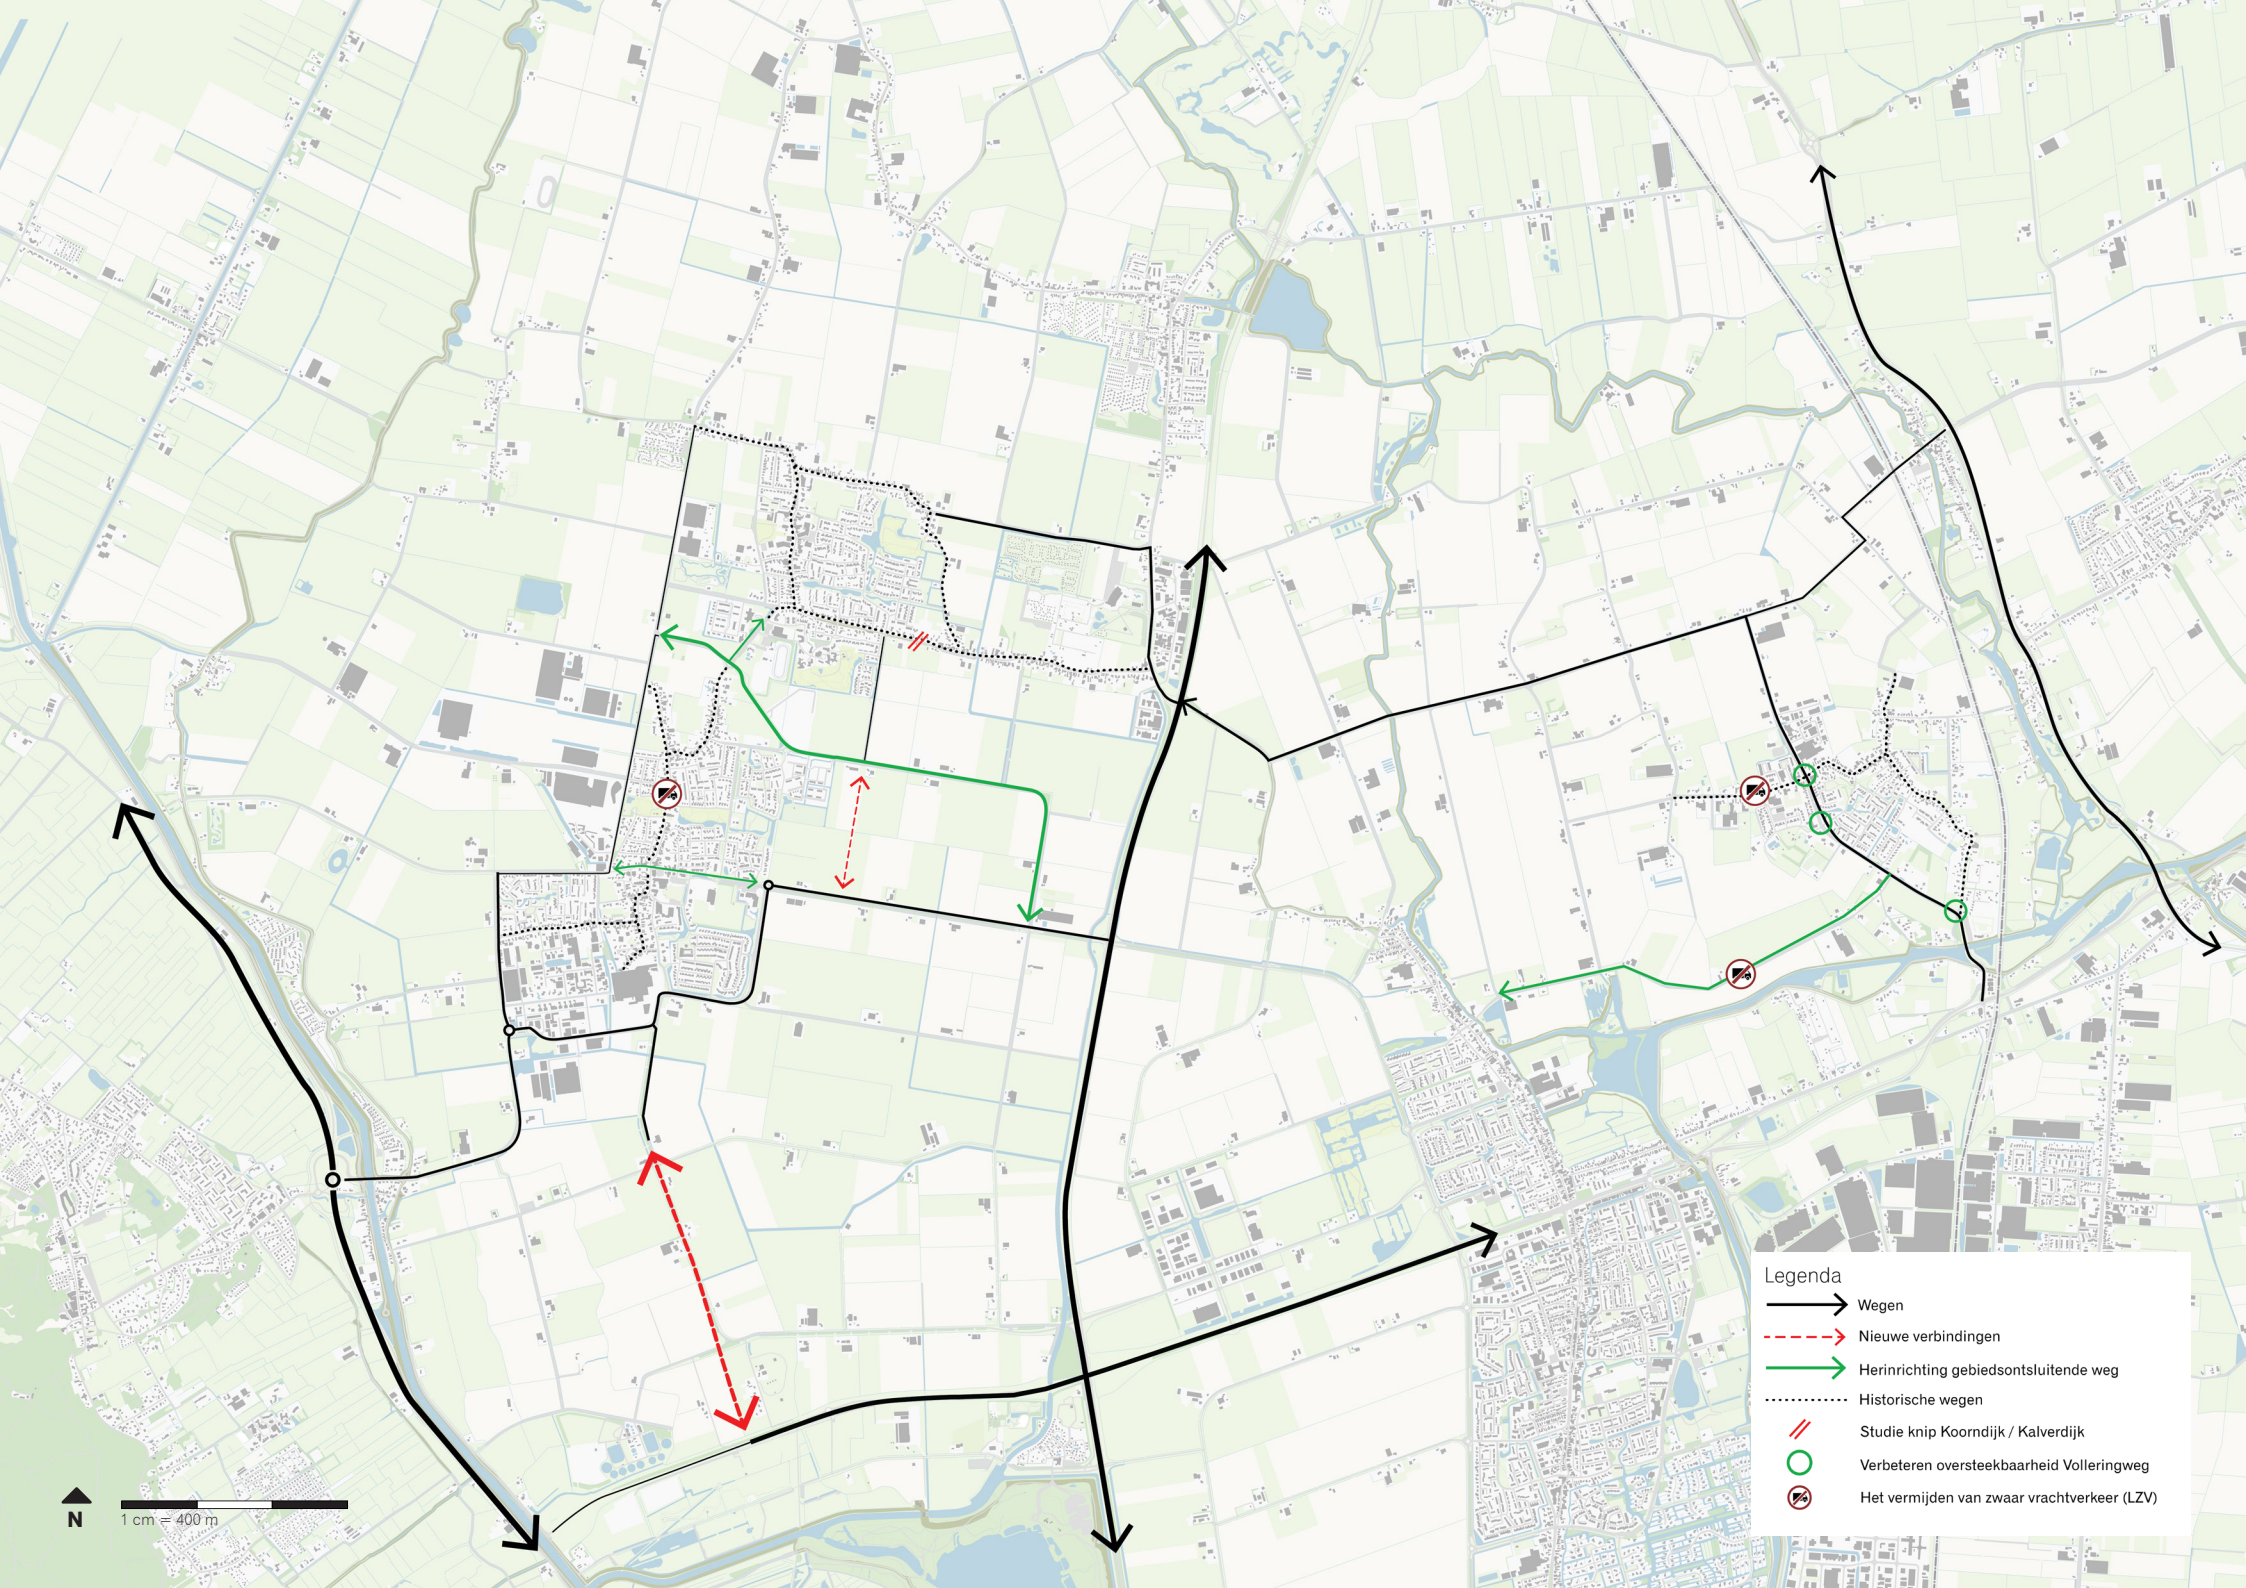 Legenda
Wegen
Nieuwe verbindingen
Herinrichting gebiedsontsluitende weg
Historische wegen
Studie knip Koorndijk / Kalverdijk
Verbeteren oversteekbaarheid Volleringweg
Het vermijden van zwaar vrachtverkeer (LZV)
N
1 cm = 400 m